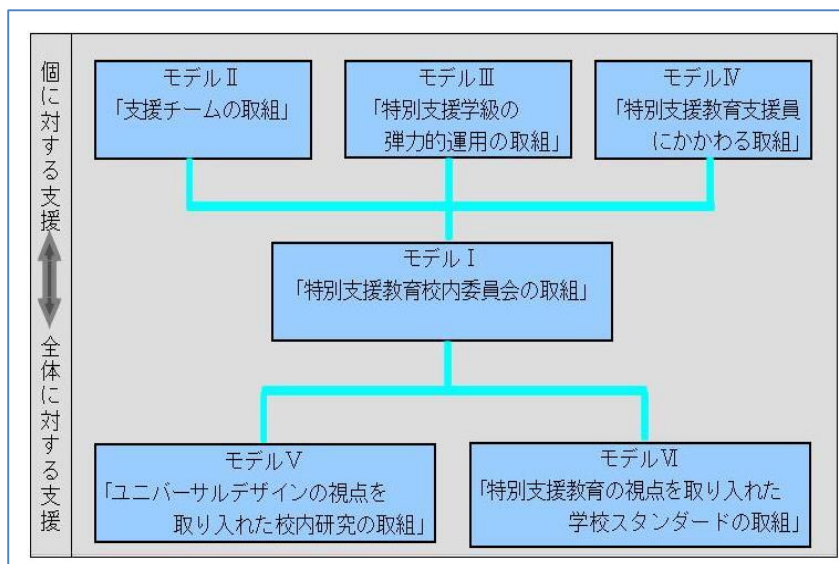 個に対する支援
全体に対する支援
モデルⅡ
「支援チームの取組」
モデルⅢ
「特別支援学級の
弾力的運用の取組」
モデルⅣ
「特別支援教育支援員
にかかわる取組」
モデルⅠ
「特別支援教育校内委員会の取組」
モデルⅤ
「ユニバーサルデザインの視点を
取り入れた校内研究の取組」
モデルⅥ
「特別支援教育の視点を取り入れた
学校スタンダードの取組」